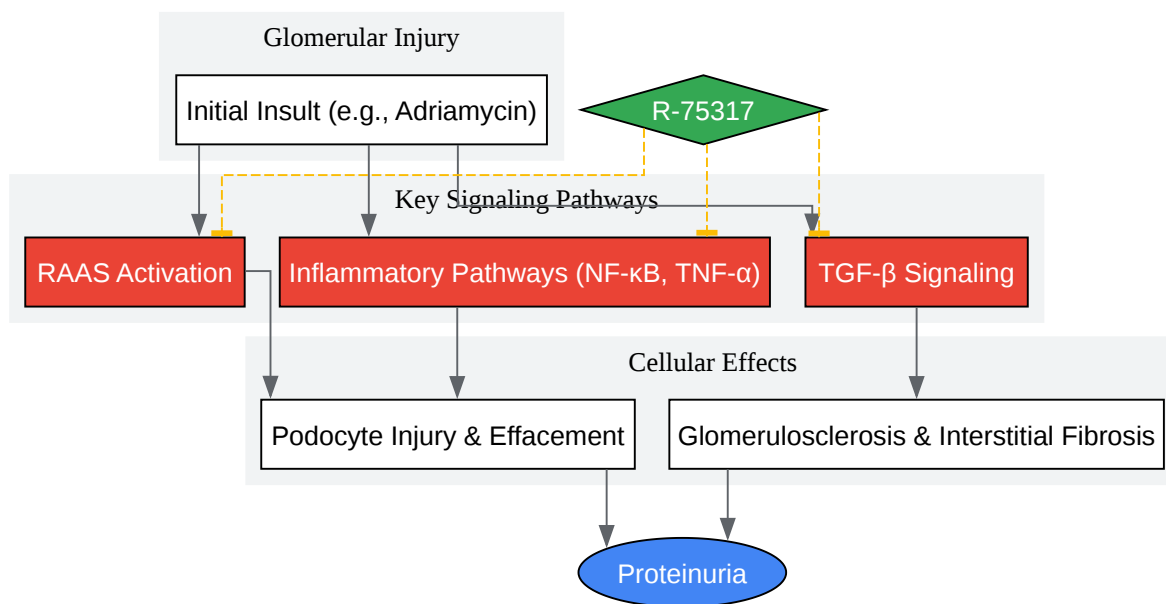 Glomerular Injury
Initial Insult (e.g., Adriamycin)
R-75317
Key Signaling Pathways
RAAS Activation
Inflammatory Pathways (NF-κB, TNF-α)
TGF-β Signaling
Cellular Effects
Podocyte Injury & Effacement
Glomerulosclerosis & Interstitial Fibrosis
Proteinuria